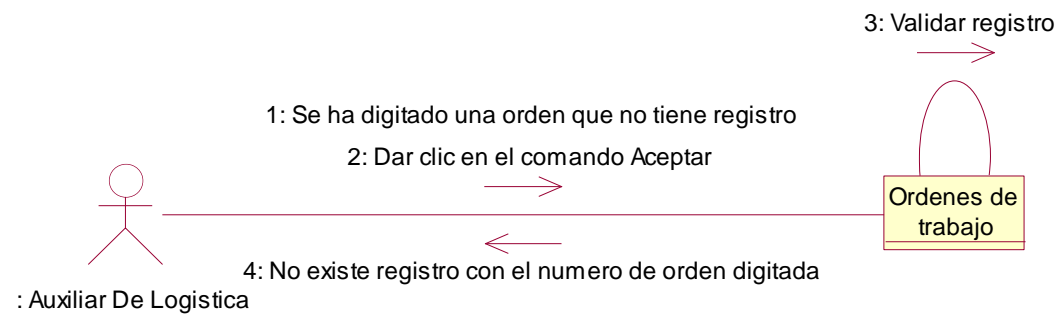 3: Validar registro
1: Se ha digitado una orden que no tiene registro
2: Dar clic en el comando Aceptar
Ordenes de
trabajo
4: No existe registro con el numero de orden digitada
: Auxiliar De Logistica